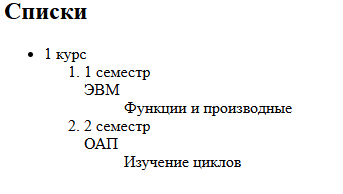 Списки
1 курс
1. 1 семестр
ЭВМ
Функции и производные
2. 2 семестр
ОАП
Изучение циклов